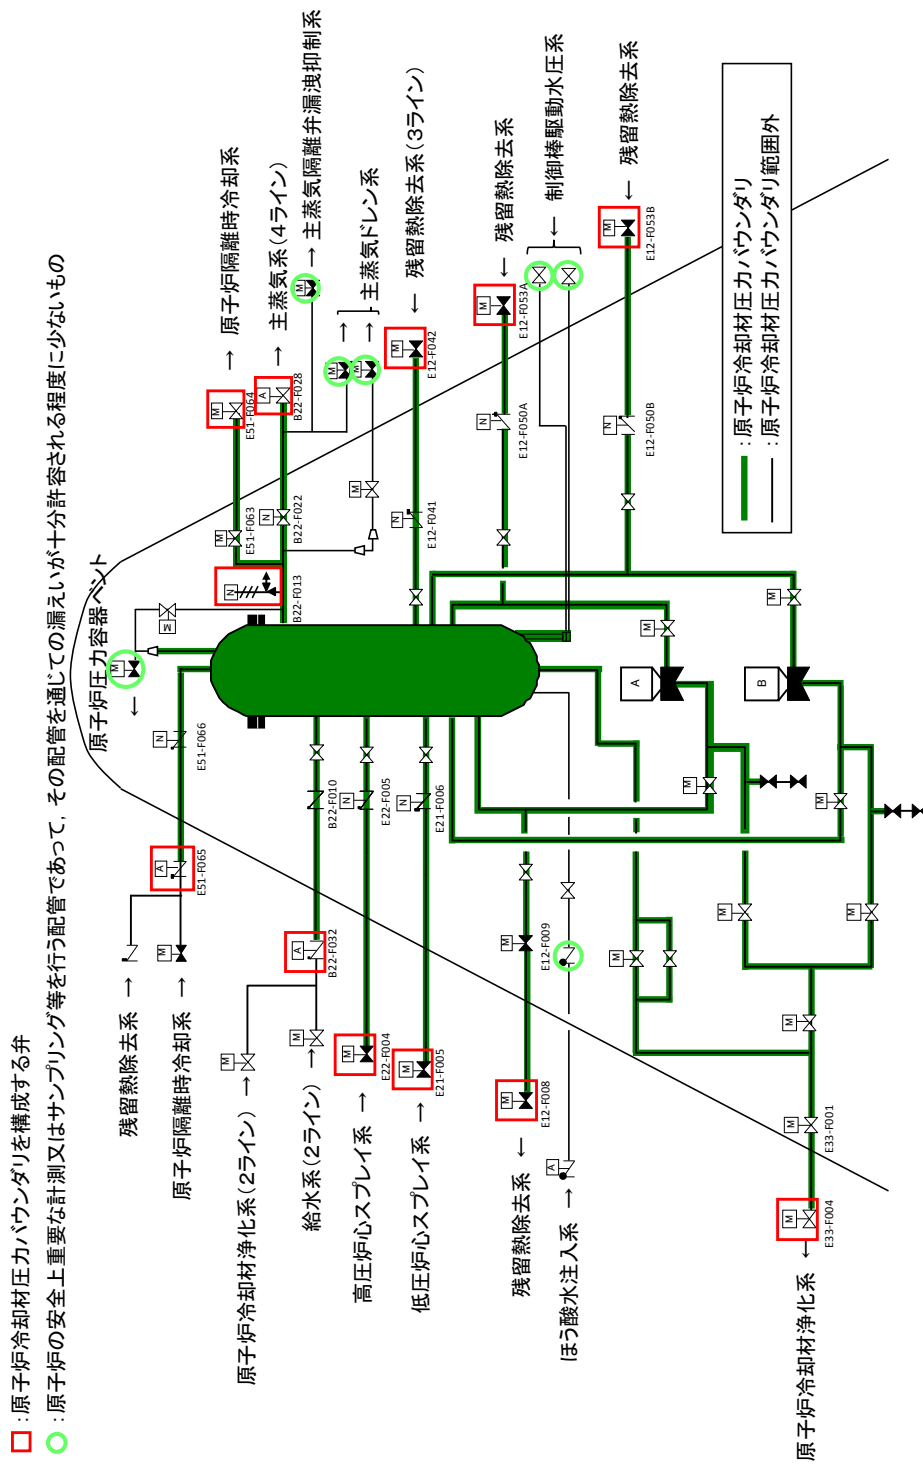 □:原子炉冷却材圧力バウンダリを構成する弁
○:原子炉の安全上重要な計測又はサンプリング等を行う配管であって，その配管を通じての漏えいが十分許容される程度に少ないもの
原子炉圧力容器ベント
残留熱除去系 →
原子炉隔離時冷却系 →
原子炉冷却材浄化系(2ライン) →
給水系(2ライン) →
高圧炉心スプレイ系 →
低圧炉心スプレイ系 →
残留熱除去系 ←
ほう酸水注入系 →
原子炉冷却材浄化系 ←
→ 原子炉隔離時冷却系
→ 主蒸気系(4ライン)
→ 主蒸気隔離弁漏洩抑制系
→ 主蒸気ドレン系
← 残留熱除去系(3ライン)
← 残留熱除去系
← 制御棒駆動水圧系
← 残留熱除去系
E51-F066
E51-F065
B22-F010
B22-F032
E22-F005
E22-F004
E21-F006
E21-F005
E12-F009
E12-F008
E33-F001
E33-F004
E51-F063
E51-F064
B22-F013
B22-F022
B22-F028
E12-F041
E12-F042
E12-F050A
E12-F053A
E12-F050B
E12-F053B
A
B
:原子炉冷却材圧力バウンダリ
:原子炉冷却材圧力バウンダリ範囲外